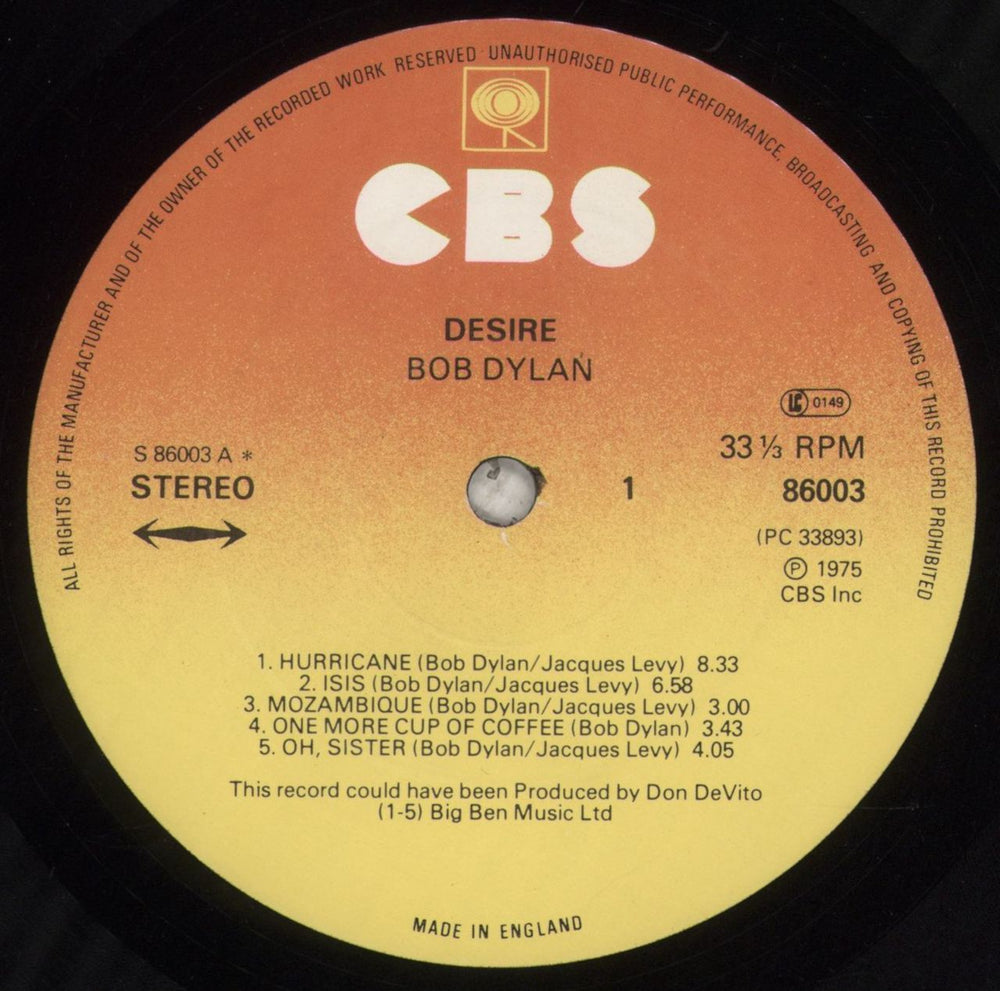 ALL RIGHTS OF THE MANUFACTURER AND OF THE OWNER OF THE RECORDED WORK RESERVED · UNAUTHORISED PUBLIC PERFORMANCE, BROADCASTING AND COPYING OF THIS RECORD PROHIBITED
CBS
DESIRE
BOB DYLAN
LC 0149
S 86003 A *
33 ⅓ RPM
STEREO
1
86003
(PC 33893)
℗ 1975
CBS Inc
1. HURRICANE (Bob Dylan/Jacques Levy) 8.33
2. ISIS (Bob Dylan/Jacques Levy) 6.58
3. MOZAMBIQUE (Bob Dylan/Jacques Levy) 3.00
4. ONE MORE CUP OF COFFEE (Bob Dylan) 3.43
5. OH, SISTER (Bob Dylan/Jacques Levy) 4.05
This record could have been Produced by Don DeVito
(1-5) Big Ben Music Ltd
MADE IN ENGLAND